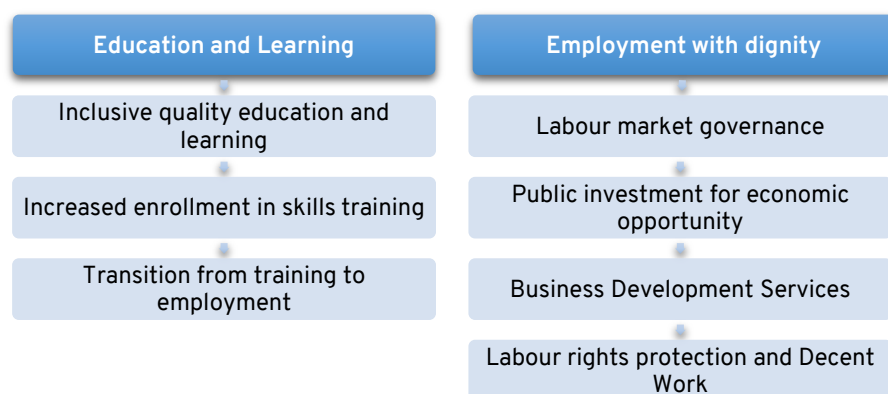 Education and Learning
Inclusive quality education and
learning
Increased enrollment in skills training
Transition from training to
employment
Employment with dignity
Labour market governance
Public investment for economic
opportunity
Business Development Services
Labour rights protection and Decent
Work